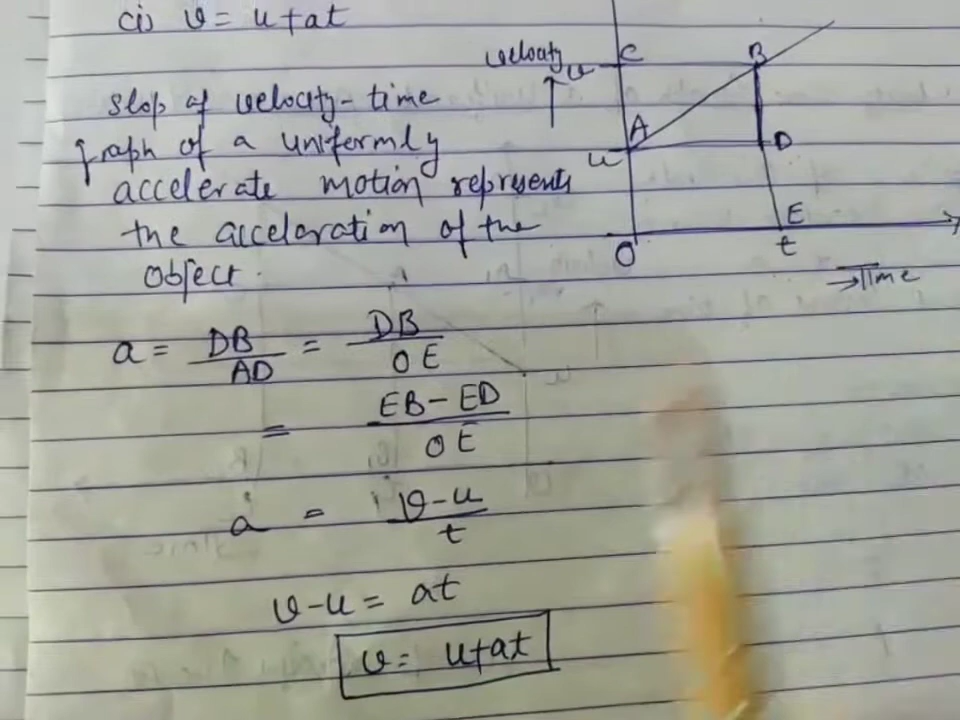 (i) v = u + at
slop of velocity-time
graph of a uniformly
accelerate motion represents
the acceleration of the
object.
velocity
v
C
B
A
u
D
O
E
t
→Time
a = DB/AD = DB/OE
= EB-ED/OE
a = v-u/t
v-u = at
v = u+at